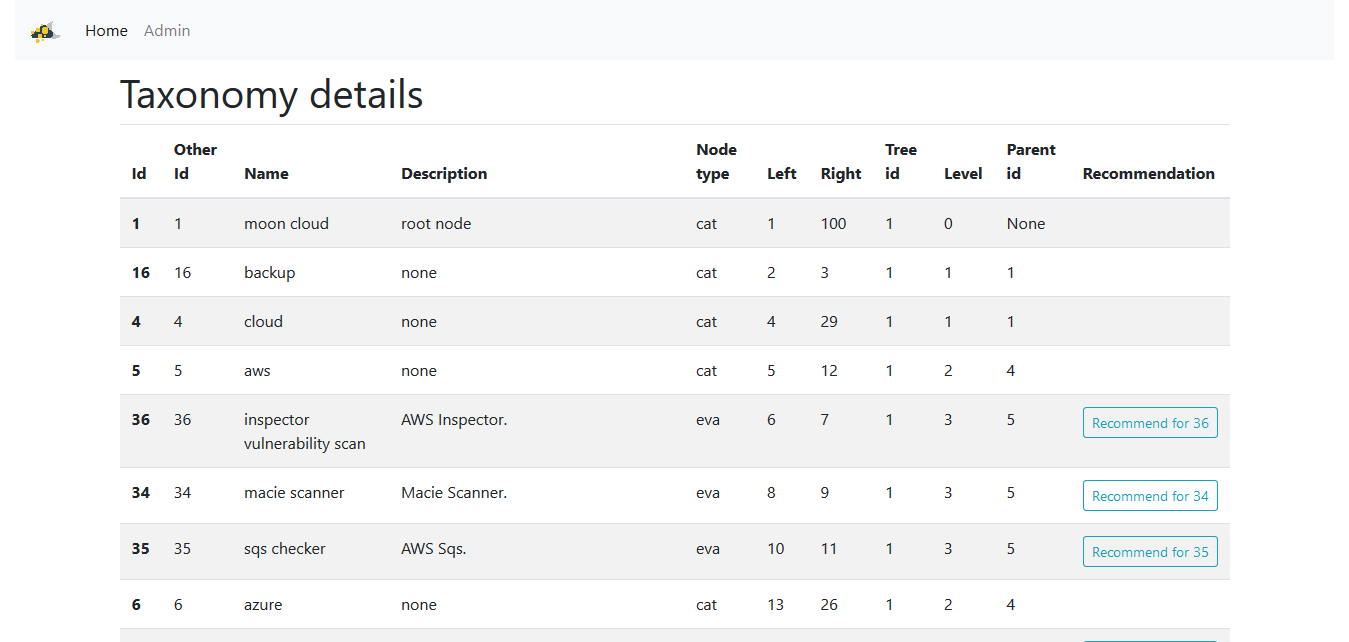 Home Admin
Taxonomy details
Id Other Id Name Description Node type Left Right Tree id Level Parent id Recommendation
1 1 moon cloud root node cat 1 100 1 0 None
16 16 backup none cat 2 3 1 1 1
4 4 cloud none cat 4 29 1 1 1
5 5 aws none cat 5 12 1 2 4
36 36 inspector vulnerability scan AWS Inspector. eva 6 7 1 3 5 Recommend for 36
34 34 macie scanner Macie Scanner. eva 8 9 1 3 5 Recommend for 34
35 35 sqs checker AWS Sqs. eva 10 11 1 3 5 Recommend for 35
6 6 azure none cat 13 26 1 2 4